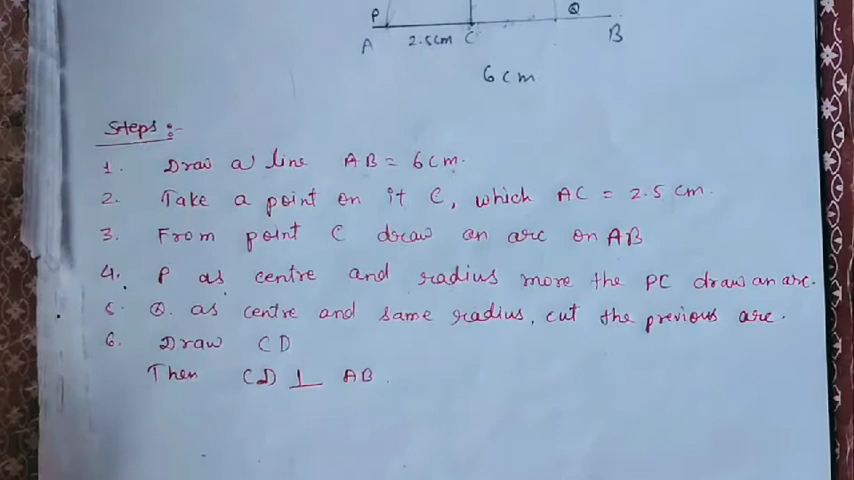 P Q
A 2.5cm C B
6cm
Steps :-
1. Draw a line AB = 6cm.
2. Take a point on it C, which AC = 2.5 cm.
3. From point C draw an arc on AB
4. P as centre and radius more the PC draw an arc.
5. Q. as centre and same radius, cut the previous arc.
6. Draw CD
Then CD ⊥ AB.